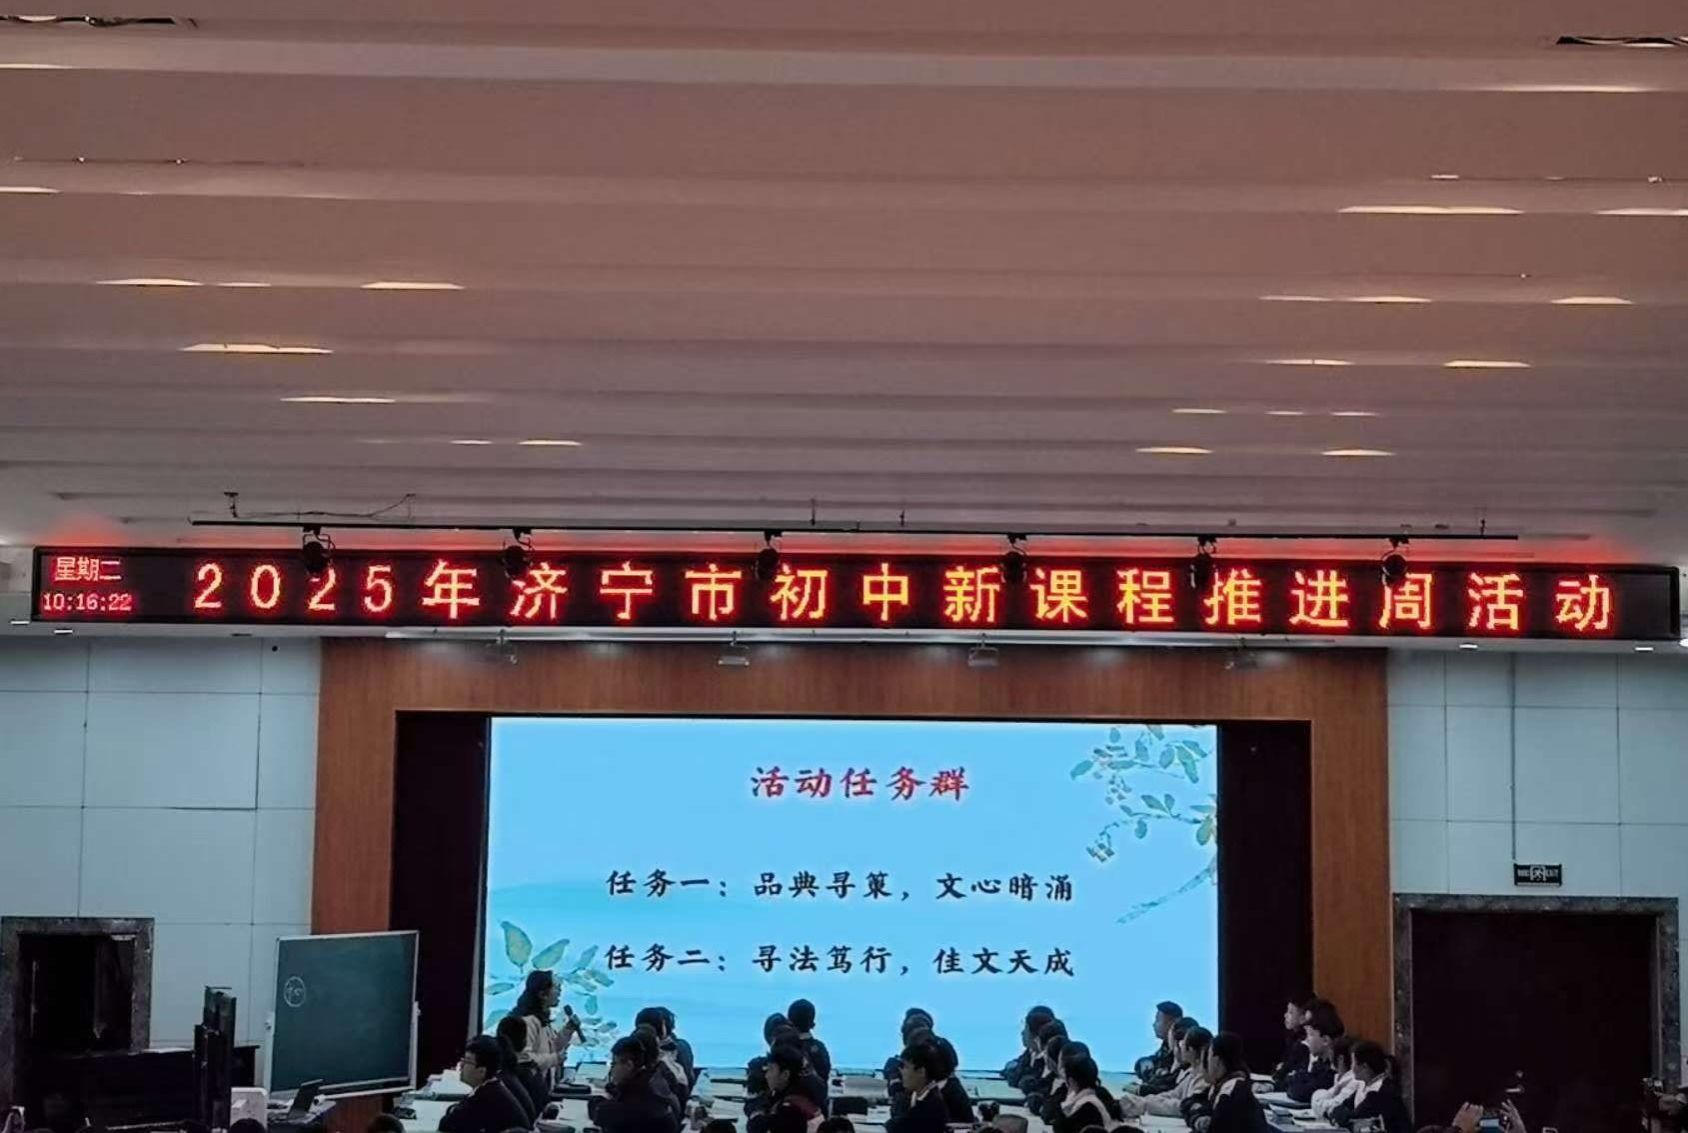 星期二
10:16:22
2025年济宁市初中新课程推进周活动
活动任务群
任务一：品典寻策，文心暗涌
任务二：寻法笃行，佳文天成